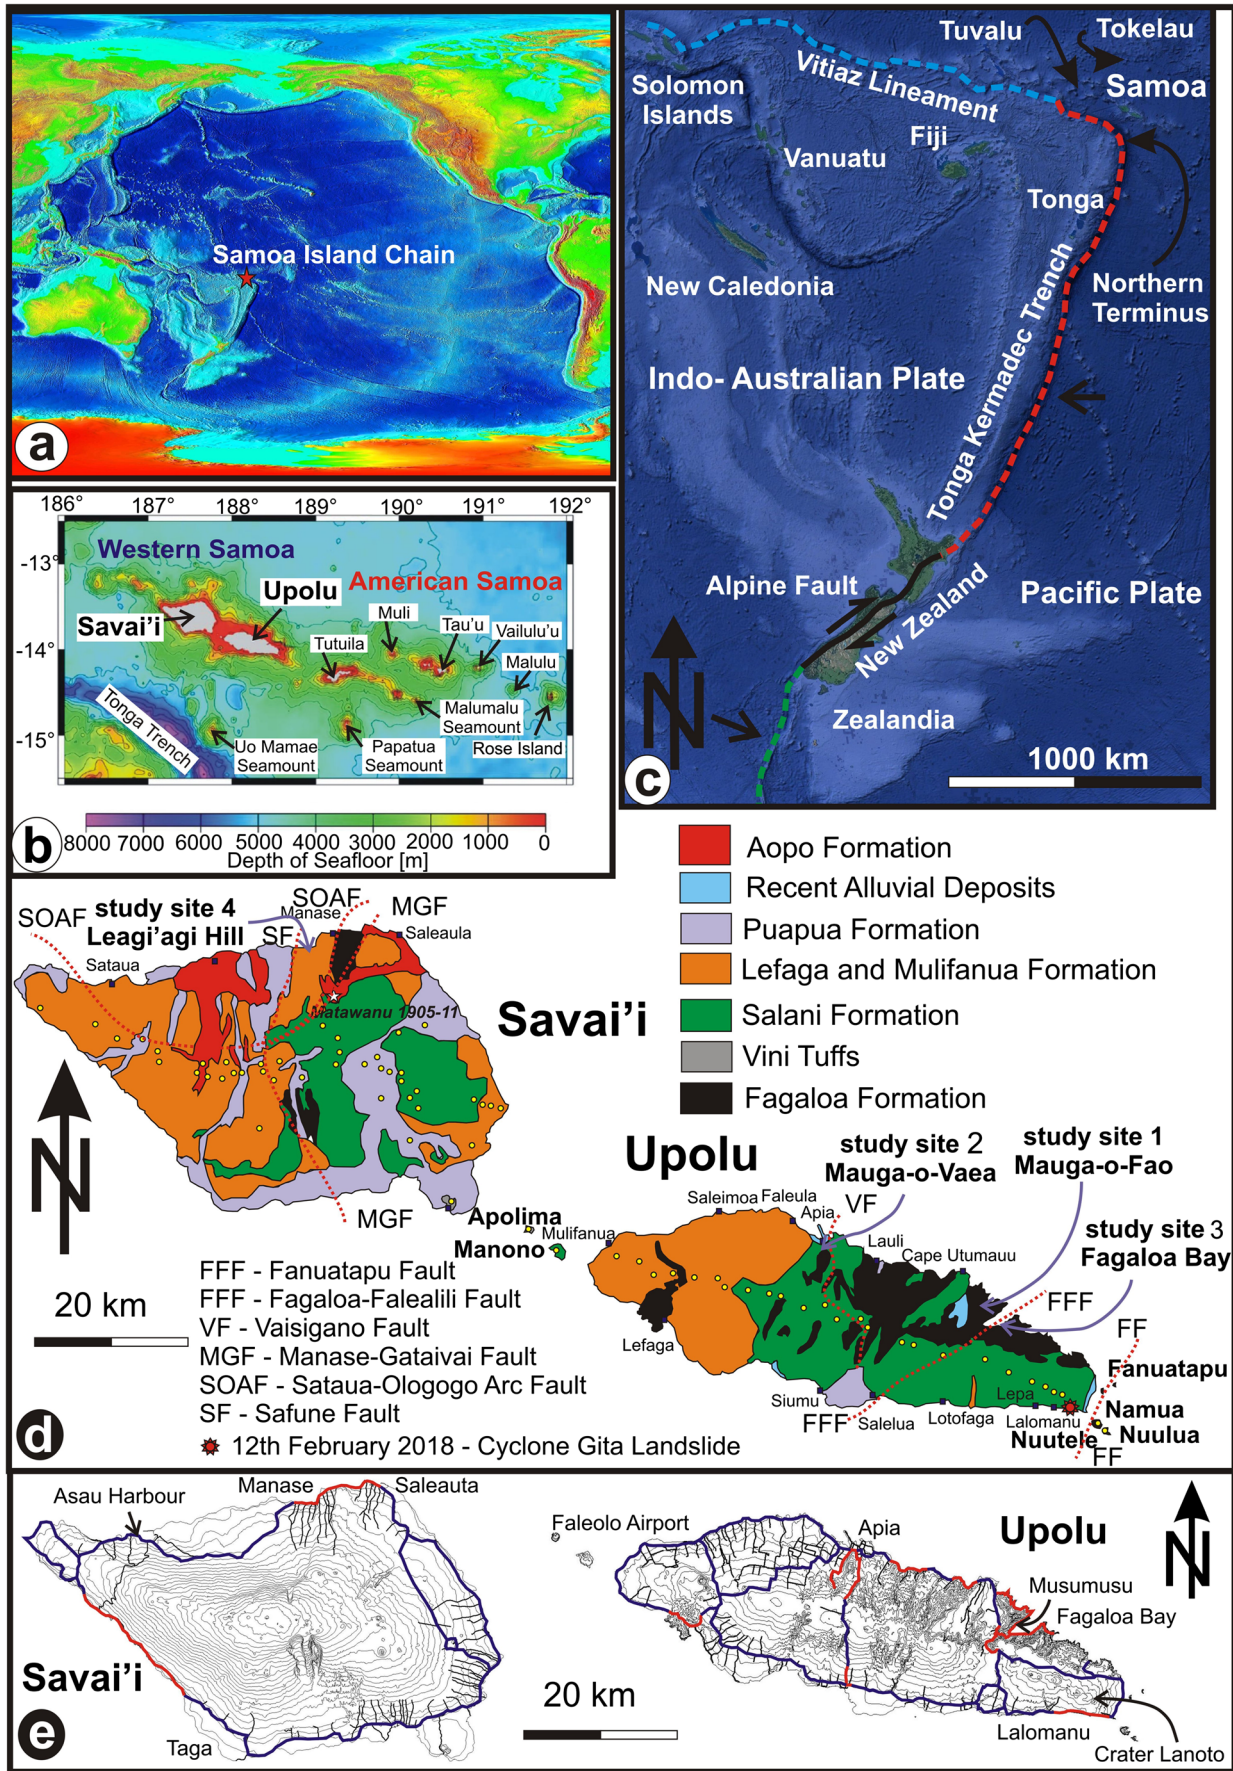 Samoa Island Chain
a
186°
187°
188°
189°
190°
191°
192°
-13°
-14°
-15°
Western Samoa
American Samoa
Upolu
Savai'i
Muli
Tau'u
Tutuila
Vailulu'u
Malulu
Malumalu
Seamount
Rose Island
Tonga Trench
Uo Mamae
Seamount
Papatua
Seamount
8000 7000 6000 5000 4000 3000 2000 1000 0
Depth of Seafloor [m]
b
Tuvalu
Tokelau
Samoa
Vitiaz Lineament
Solomon
Islands
Fiji
Vanuatu
Tonga
New Caledonia
Northern
Terminus
Tonga Kermadec Trench
Indo- Australian Plate
Alpine Fault
New Zealand
Pacific Plate
Zealandia
N
1000 km
c
Aopo Formation
Recent Alluvial Deposits
Puapua Formation
Lefaga and Mulifanua Formation
Salani Formation
Vini Tuffs
Fagaloa Formation
SOAF
study site 4
Leagi'agi Hill
SF
SOAF
Manase
MGF
Saleaula
Sataua
Matawanu 1905-11
Savai'i
N
MGF
Apolima
Manono
Mulifanua
Upolu
study site 2
Mauga-o-Vaea
study site 1
Mauga-o-Fao
study site 3
Fagaloa Bay
Saleimoa
Faleula
Apia
VF
Lauli
Cape Utumauu
FFF
FF
Fanuatapu
Lefaga
Siumu
FFF
Salelua
Lotofaga
Lepa
Lalomanu
Namua
Nuutele
Nuulua
FF
20 km
FFF - Fanuatapu Fault
FFF - Fagaloa-Falealili Fault
VF - Vaisigano Fault
MGF - Manase-Gataivai Fault
SOAF - Sataua-Ologogo Arc Fault
SF - Safune Fault
12th February 2018 - Cyclone Gita Landslide
d
Asau Harbour
Manase
Saleauta
Savai'i
Taga
e
Faleolo Airport
Apia
Upolu
N
Musumusu
Fagaloa Bay
20 km
Lalomanu
Crater Lanoto